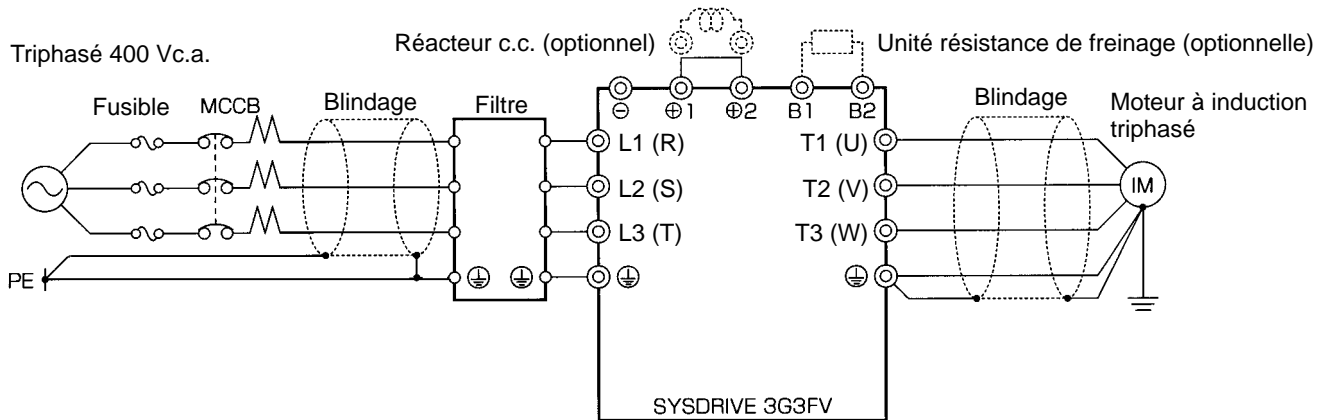 Triphasé 400 Vc.a.
Réacteur c.c. (optionnel)
Unité résistance de freinage (optionnelle)
Fusible
MCCB
Blindage
Filtre
⊖
⊕1
⊕2
B1
B2
Blindage
Moteur à induction
triphasé
L1 (R)
T1 (U)
L2 (S)
T2 (V)
IM
L3 (T)
T3 (W)
PE
SYSDRIVE 3G3FV